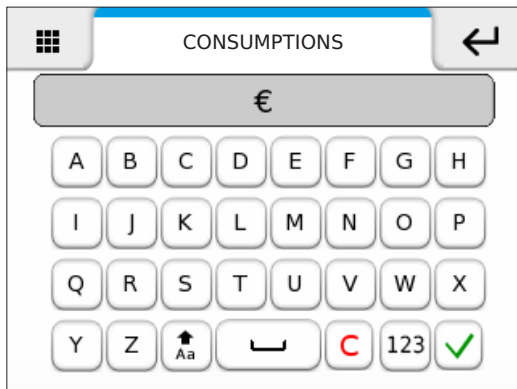 CONSUMPTIONS
€
A B C D E F G H
I J K L M N O P
Q R S T U V W X
Y Z Aa C 123